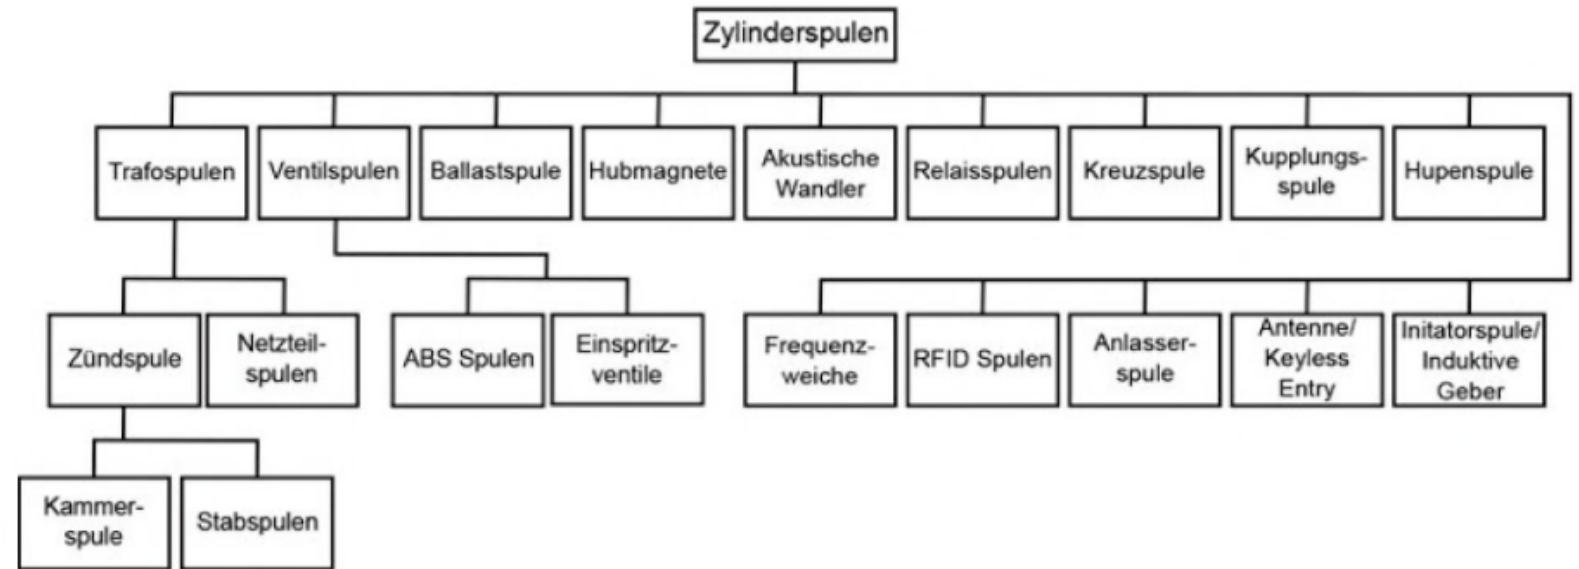 Zylinderspulen
Trafospulen
Ventilspulen
Ballastspule
Hubmagnete
Akustische
Wandler
Relaisspulen
Kreuzspule
Kupplungs-
spule
Hupenspule
Zündspule
Netzteil-
spulen
ABS Spulen
Einspritz-
ventile
Frequenz-
weiche
RFID Spulen
Anlasser-
spule
Antenne/
Keyless
Entry
Initatorspule/
Induktive
Geber
Kammer-
spule
Stabspulen